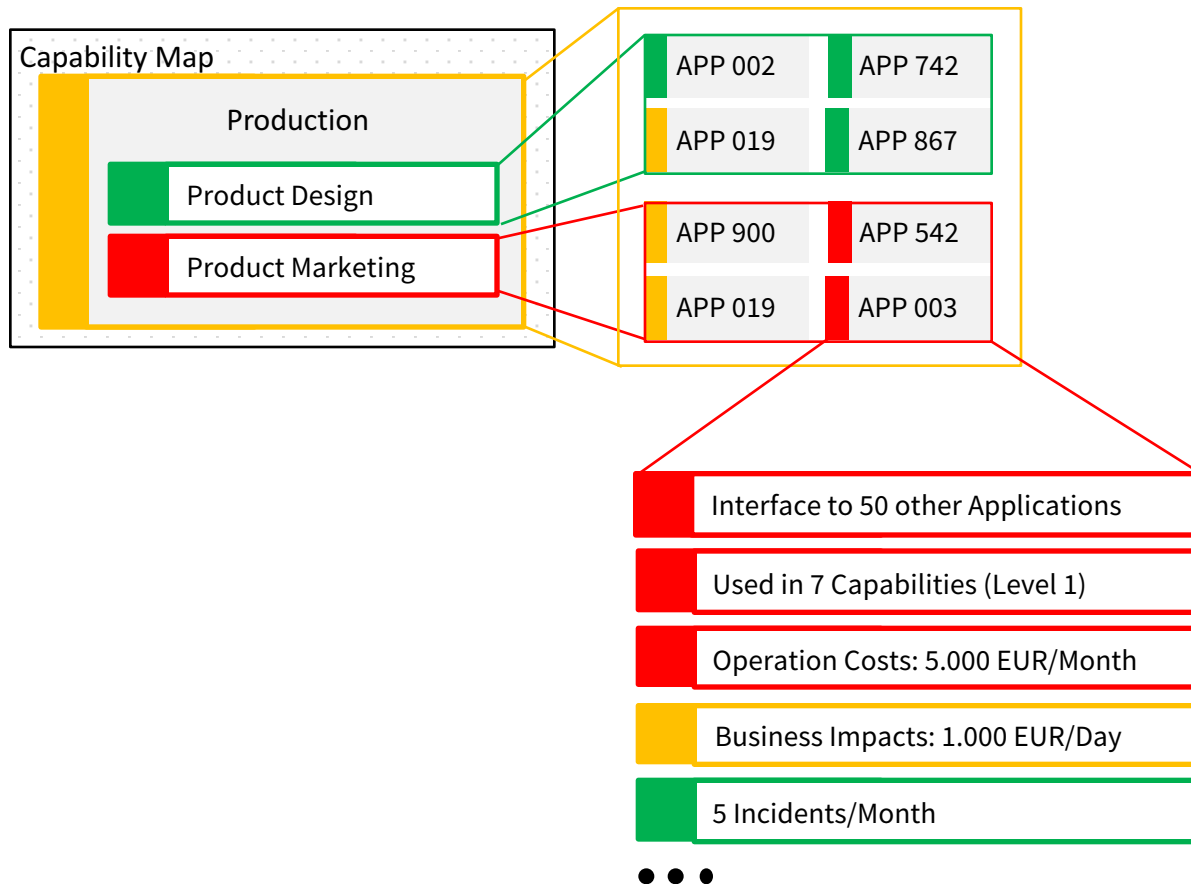 Capability Map
Production
Product Design
Product Marketing
APP 002
APP 742
APP 019
APP 867
APP 900
APP 542
APP 019
APP 003
Interface to 50 other Applications
Used in 7 Capabilities (Level 1)
Operation Costs: 5.000 EUR/Month
Business Impacts: 1.000 EUR/Day
5 Incidents/Month
• • •